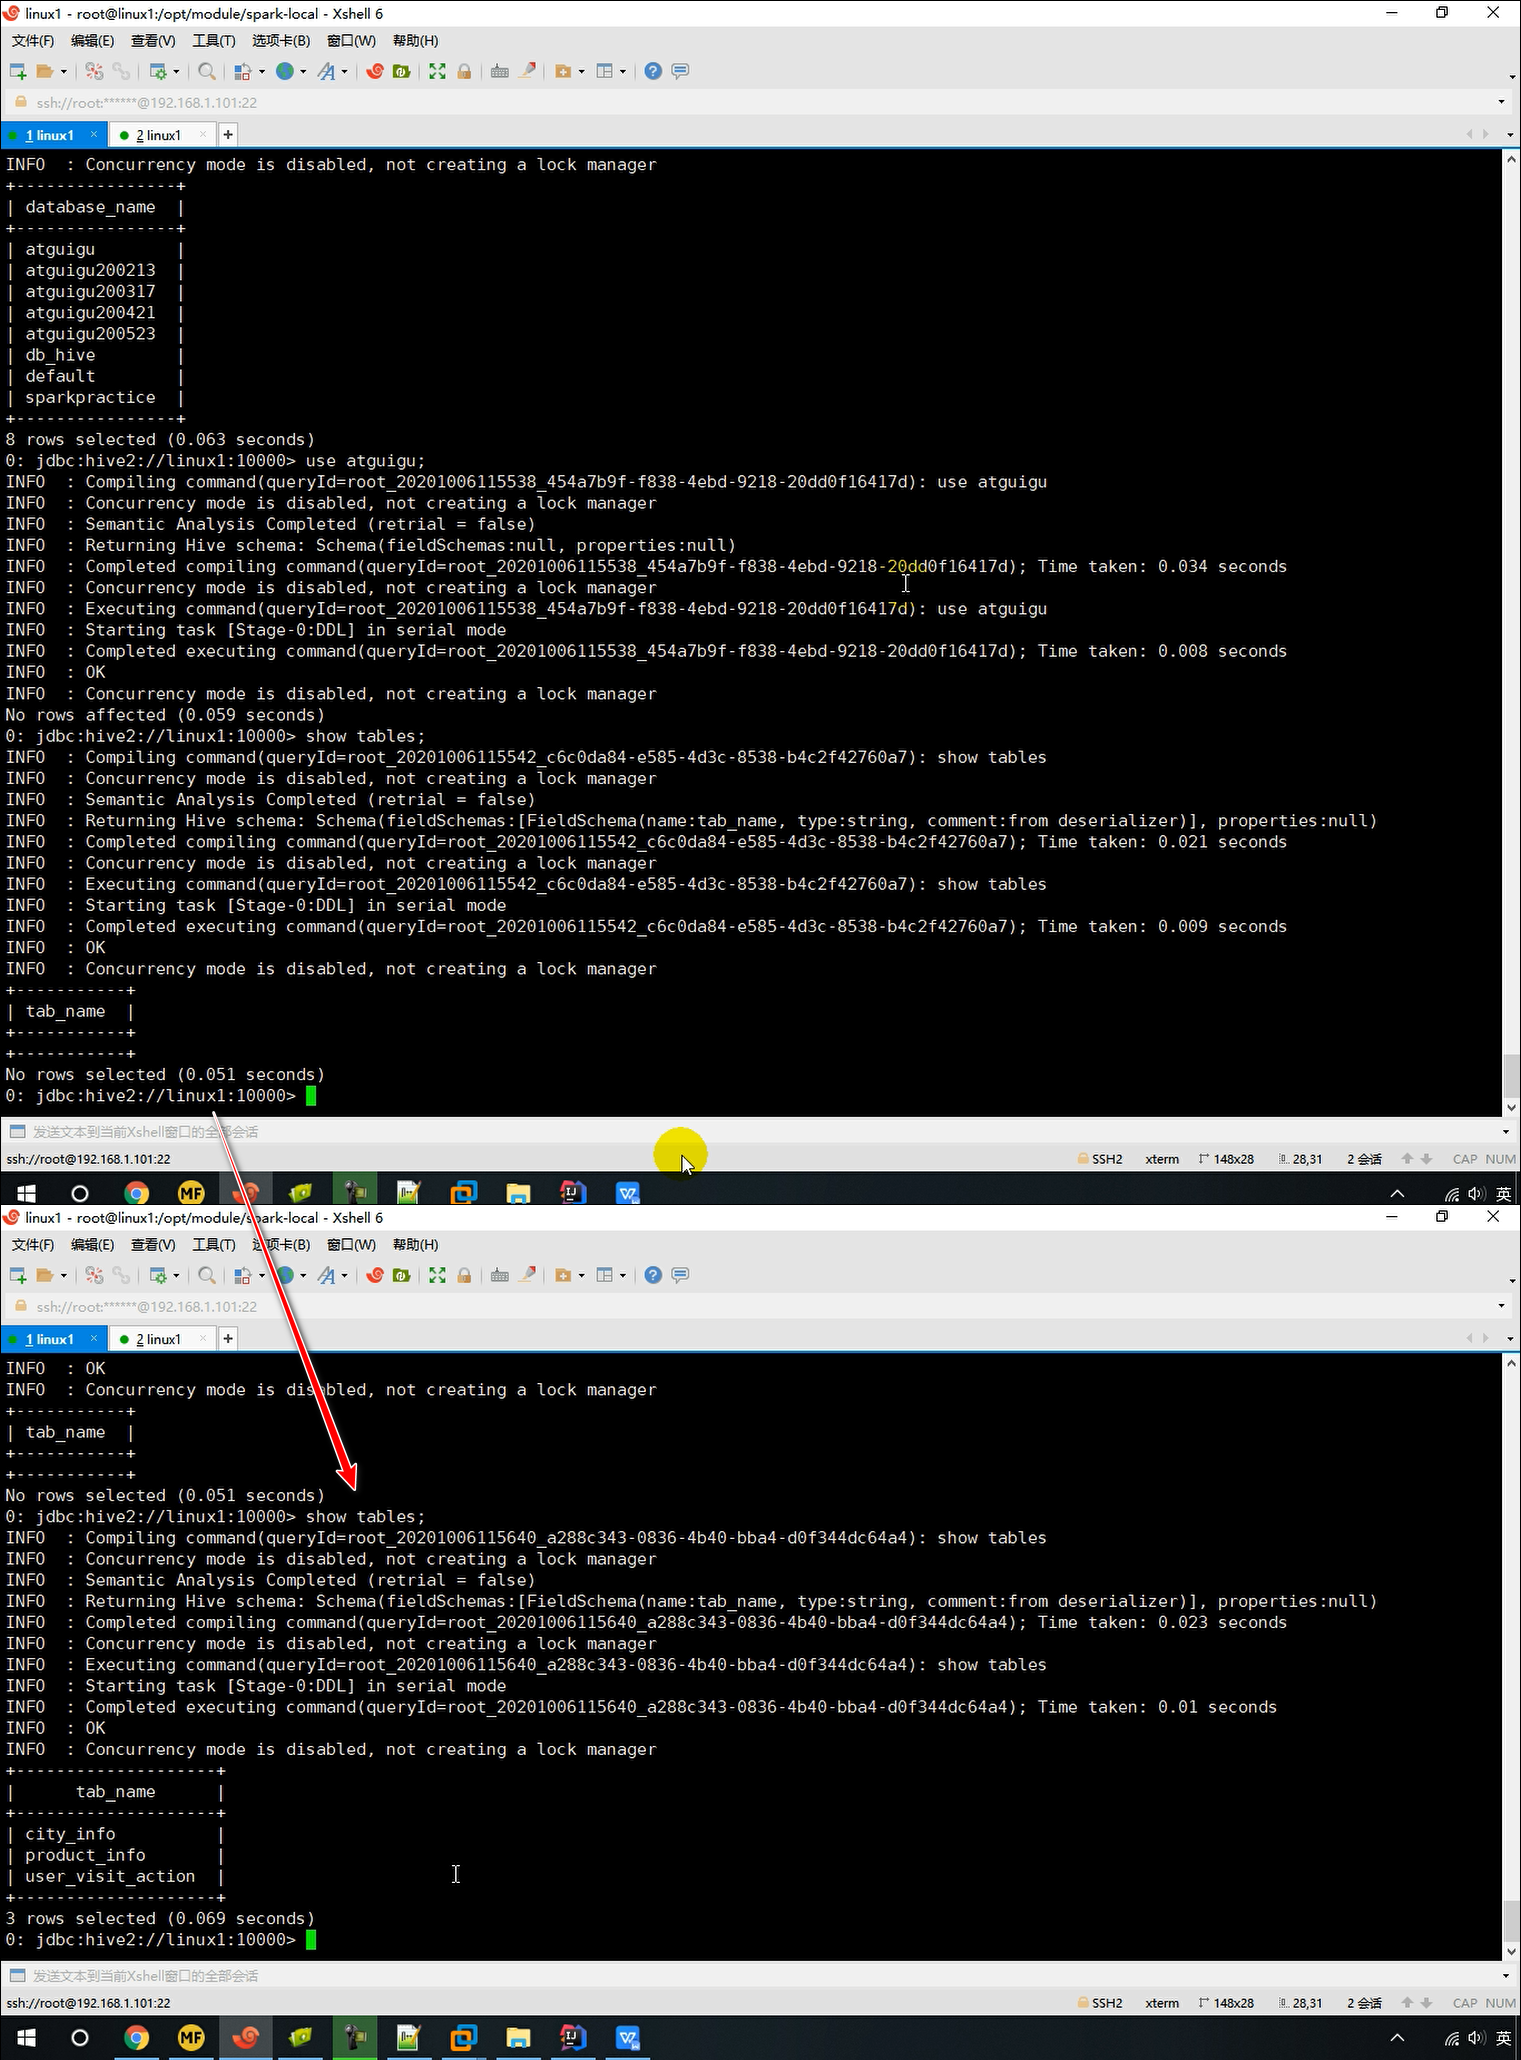 linux1 - root@linux1:/opt/module/spark-local - Xshell 6
文件(F) 编辑(E) 查看(V) 工具(T) 选项卡(B) 窗口(W) 帮助(H)
ssh://root:******@192.168.1.101:22
1 linux1 × 2 linux1 × +
INFO  : Concurrency mode is disabled, not creating a lock manager
+----------------+
| database_name  |
+----------------+
| atguigu        |
| atguigu200213  |
| atguigu200317  |
| atguigu200421  |
| atguigu200523  |
| db_hive        |
| default        |
| sparkpractice  |
+----------------+
8 rows selected (0.063 seconds)
0: jdbc:hive2://linux1:10000> use atguigu;
INFO  : Compiling command(queryId=root_20201006115538_454a7b9f-f838-4ebd-9218-20dd0f16417d): use atguigu
INFO  : Concurrency mode is disabled, not creating a lock manager
INFO  : Semantic Analysis Completed (retrial = false)
INFO  : Returning Hive schema: Schema(fieldSchemas:null, properties:null)
INFO  : Completed compiling command(queryId=root_20201006115538_454a7b9f-f838-4ebd-9218-20dd0f16417d); Time taken: 0.034 seconds
INFO  : Concurrency mode is disabled, not creating a lock manager
INFO  : Executing command(queryId=root_20201006115538_454a7b9f-f838-4ebd-9218-20dd0f16417d): use atguigu
INFO  : Starting task [Stage-0:DDL] in serial mode
INFO  : Completed executing command(queryId=root_20201006115538_454a7b9f-f838-4ebd-9218-20dd0f16417d); Time taken: 0.008 seconds
INFO  : OK
INFO  : Concurrency mode is disabled, not creating a lock manager
No rows affected (0.059 seconds)
0: jdbc:hive2://linux1:10000> show tables;
INFO  : Compiling command(queryId=root_20201006115542_c6c0da84-e585-4d3c-8538-b4c2f42760a7): show tables
INFO  : Concurrency mode is disabled, not creating a lock manager
INFO  : Semantic Analysis Completed (retrial = false)
INFO  : Returning Hive schema: Schema(fieldSchemas:[FieldSchema(name:tab_name, type:string, comment:from deserializer)], properties:null)
INFO  : Completed compiling command(queryId=root_20201006115542_c6c0da84-e585-4d3c-8538-b4c2f42760a7); Time taken: 0.021 seconds
INFO  : Concurrency mode is disabled, not creating a lock manager
INFO  : Executing command(queryId=root_20201006115542_c6c0da84-e585-4d3c-8538-b4c2f42760a7): show tables
INFO  : Starting task [Stage-0:DDL] in serial mode
INFO  : Completed executing command(queryId=root_20201006115542_c6c0da84-e585-4d3c-8538-b4c2f42760a7); Time taken: 0.009 seconds
INFO  : OK
INFO  : Concurrency mode is disabled, not creating a lock manager
+-----------+
| tab_name  |
+-----------+
+-----------+
No rows selected (0.051 seconds)
0: jdbc:hive2://linux1:10000>
发送文本到当前Xshell窗口的全部会话
ssh://root@192.168.1.101:22 SSH2 xterm 148x28 28,31 2 会话 CAP NUM
MF 英
linux1 - root@linux1:/opt/module/spark-local - Xshell 6
文件(F) 编辑(E) 查看(V) 工具(T) 选项卡(B) 窗口(W) 帮助(H)
ssh://root:******@192.168.1.101:22
1 linux1 × 2 linux1 × +
INFO  : OK
INFO  : Concurrency mode is disabled, not creating a lock manager
+-----------+
| tab_name  |
+-----------+
+-----------+
No rows selected (0.051 seconds)
0: jdbc:hive2://linux1:10000> show tables;
INFO  : Compiling command(queryId=root_20201006115640_a288c343-0836-4b40-bba4-d0f344dc64a4): show tables
INFO  : Concurrency mode is disabled, not creating a lock manager
INFO  : Semantic Analysis Completed (retrial = false)
INFO  : Returning Hive schema: Schema(fieldSchemas:[FieldSchema(name:tab_name, type:string, comment:from deserializer)], properties:null)
INFO  : Completed compiling command(queryId=root_20201006115640_a288c343-0836-4b40-bba4-d0f344dc64a4); Time taken: 0.023 seconds
INFO  : Concurrency mode is disabled, not creating a lock manager
INFO  : Executing command(queryId=root_20201006115640_a288c343-0836-4b40-bba4-d0f344dc64a4): show tables
INFO  : Starting task [Stage-0:DDL] in serial mode
INFO  : Completed executing command(queryId=root_20201006115640_a288c343-0836-4b40-bba4-d0f344dc64a4); Time taken: 0.01 seconds
INFO  : OK
INFO  : Concurrency mode is disabled, not creating a lock manager
+--------------------+
|      tab_name      |
+--------------------+
| city_info          |
| product_info       |
| user_visit_action  |
+--------------------+
3 rows selected (0.069 seconds)
0: jdbc:hive2://linux1:10000>
发送文本到当前Xshell窗口的全部会话
ssh://root@192.168.1.101:22 SSH2 xterm 148x28 28,31 2 会话 CAP NUM
MF 英